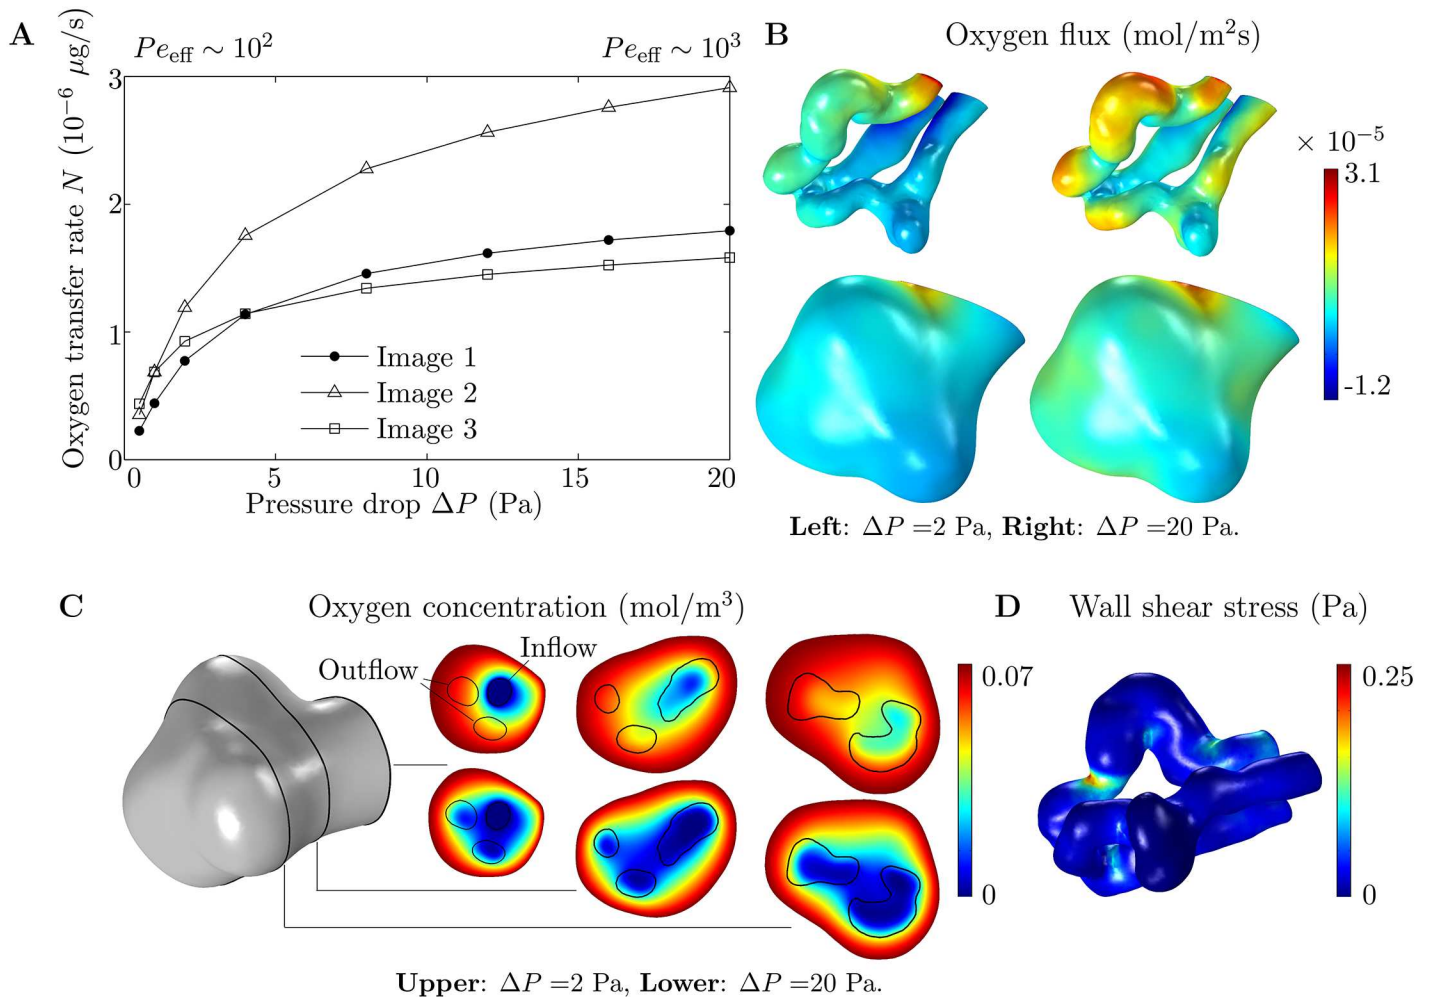 A
Pe_eff ∼ 10^2
Pe_eff ∼ 10^3
Oxygen transfer rate N (10^−6 μg/s)
3
2
1
0
0
5
10
15
20
Image 1
Image 2
Image 3
Pressure drop ΔP (Pa)
B
Oxygen flux (mol/m^2s)
× 10^−5
3.1
-1.2
Left: ΔP =2 Pa, Right: ΔP =20 Pa.
C
Oxygen concentration (mol/m^3)
Inflow
Outflow
0.07
0
Upper: ΔP =2 Pa, Lower: ΔP =20 Pa.
D
Wall shear stress (Pa)
0.25
0